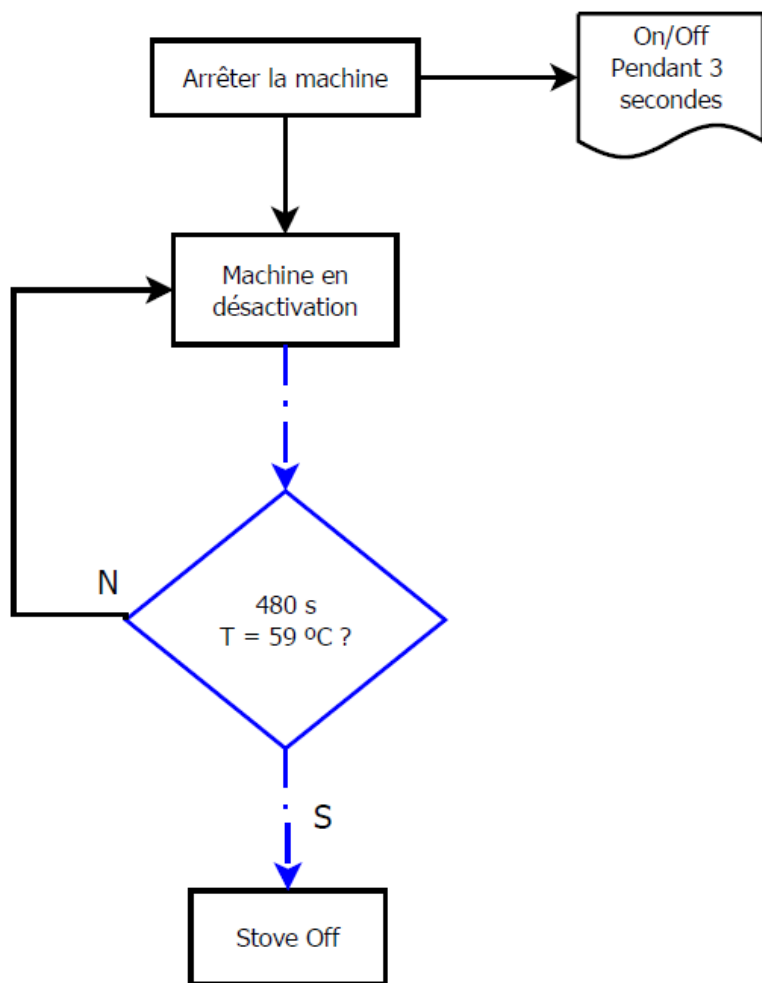 Arrêter la machine
On/Off
Pendant 3
secondes
Machine en
désactivation
N
480 s
T = 59 ºC ?
S
Stove Off